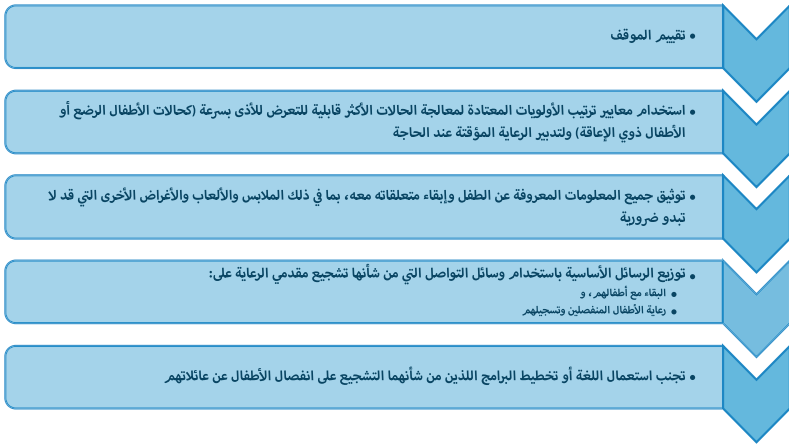 • تقييم الموقف
• استخدام معايير ترتيب الأولويات المعتادة لمعالجة الحالات الأكثر قابلية للتعرض للأذى بسرعة (كحالات الأطفال الرضع أو
الأطفال ذوي الإعاقة) ولتدبير الرعاية المؤقتة عند الحاجة
• توثيق جميع المعلومات المعروفة عن الطفل وإبقاء متعلقاته معه، بما في ذلك الملابس والألعاب والأغراض الأخرى التي قد لا
تبدو ضرورية
• توزيع الرسائل الأساسية باستخدام وسائل التواصل التي من شأنها تشجيع مقدمي الرعاية على:
• البقاء مع أطفالهم، و
• رعاية الأطفال المنفصلين وتسجيلهم
• تجنب استعمال اللغة أو تخطيط البرامج اللذين من شأنهما التشجيع على انفصال الأطفال عن عائلاتهم